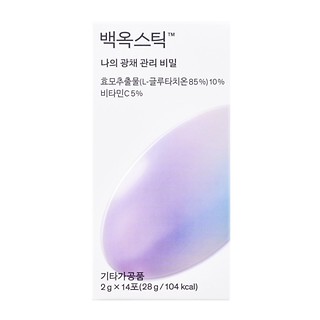 백옥스틱™
나의 광채 관리 비밀
효모추출물(L-글루타치온 85%) 10%
비타민C 5%
기타가공품
2 g × 14포 (28 g / 104 kcal)